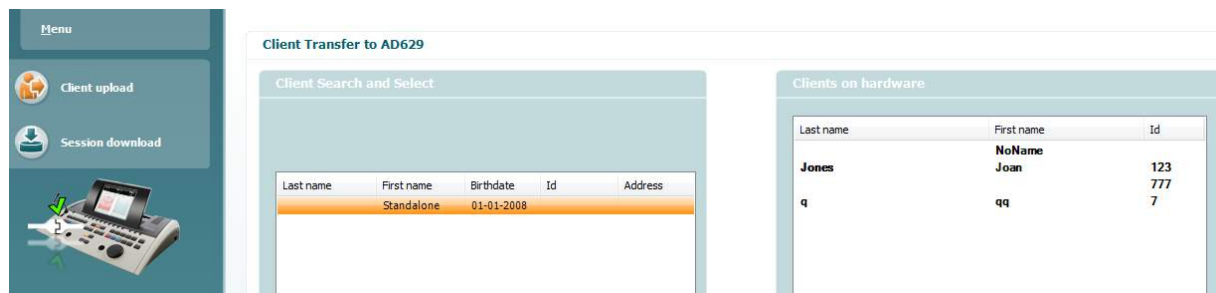 Menu
Client upload
Session download
Client Transfer to AD629
Client Search and Select
Last name First name Birthdate Id Address
Standalone 01-01-2008
Clients on hardware
Last name First name Id
NoName
Jones Joan 123
777
q qq 7